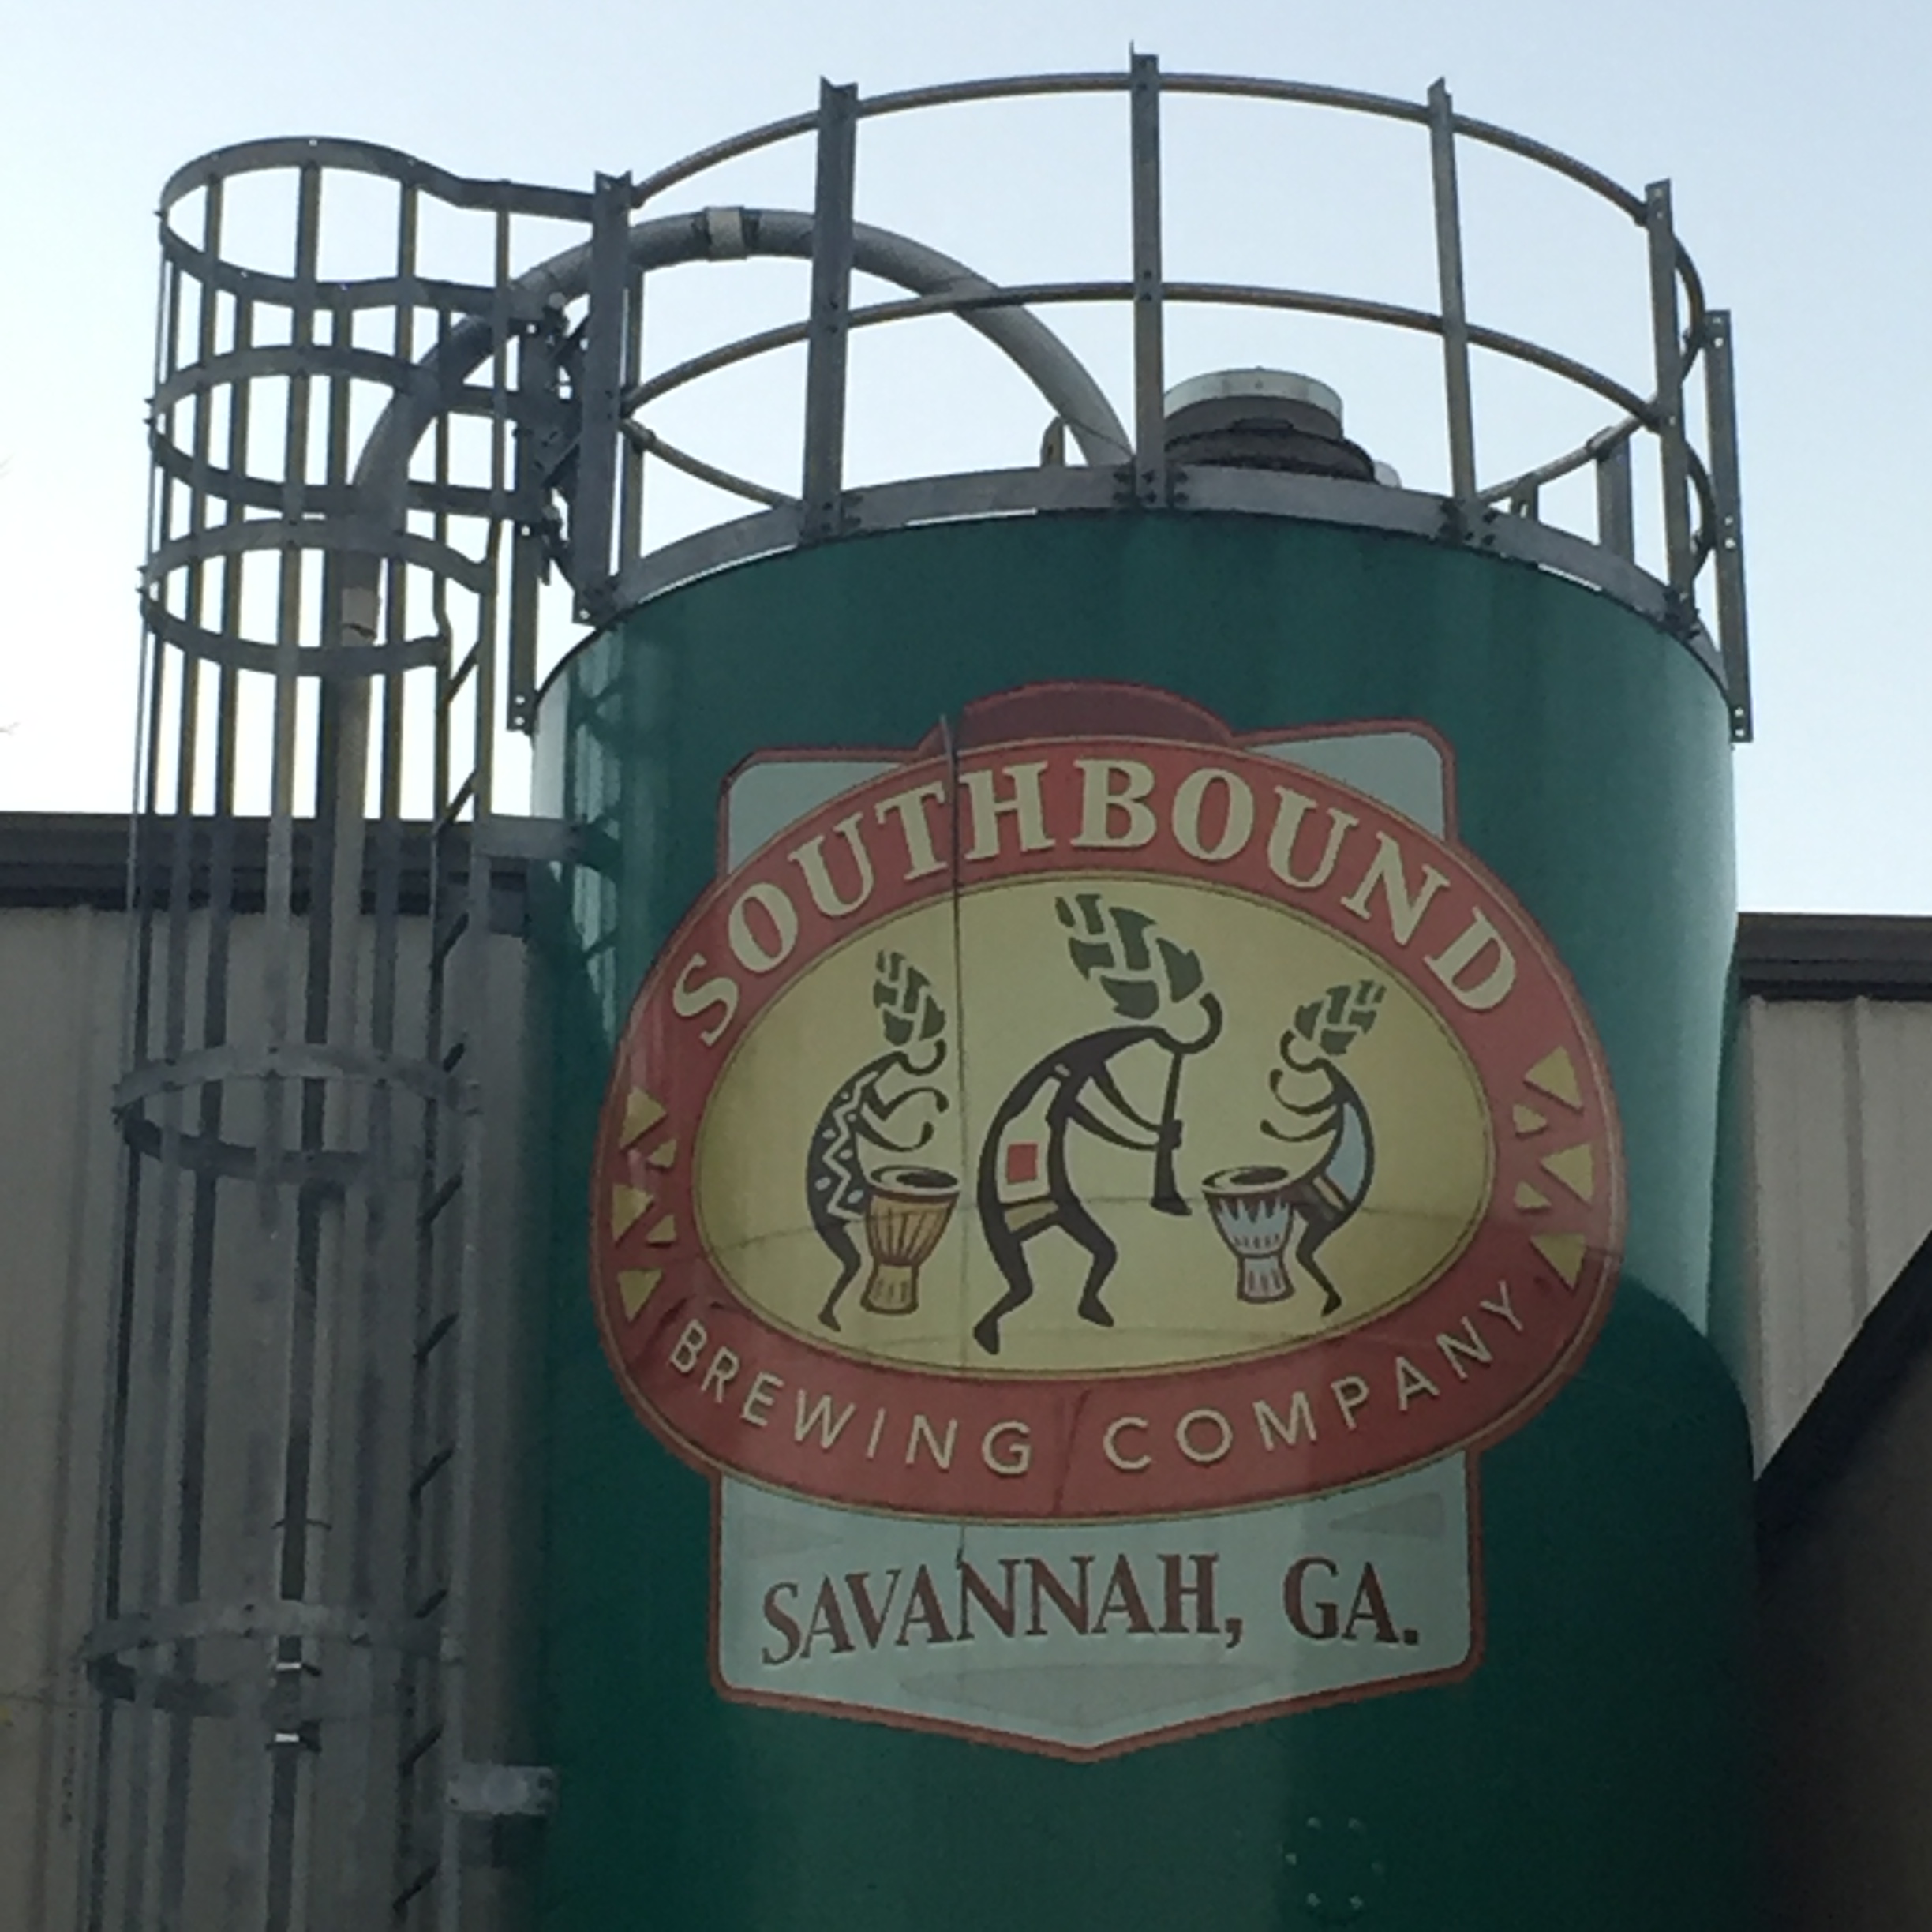 SOUTHBOUND
BREWING COMPANY
SAVANNAH, GA.